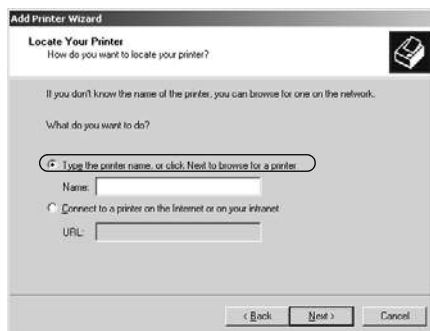 Add Printer Wizard
Locate Your Printer
How do you want to locate your printer?
If you don't know the name of the printer, you can browse for one on the network.
What do you want to do?
Type the printer name, or click Next to browse for a printer
Name:
Connect to a printer on the Internet or on your intranet
URL:
< Back Next > Cancel